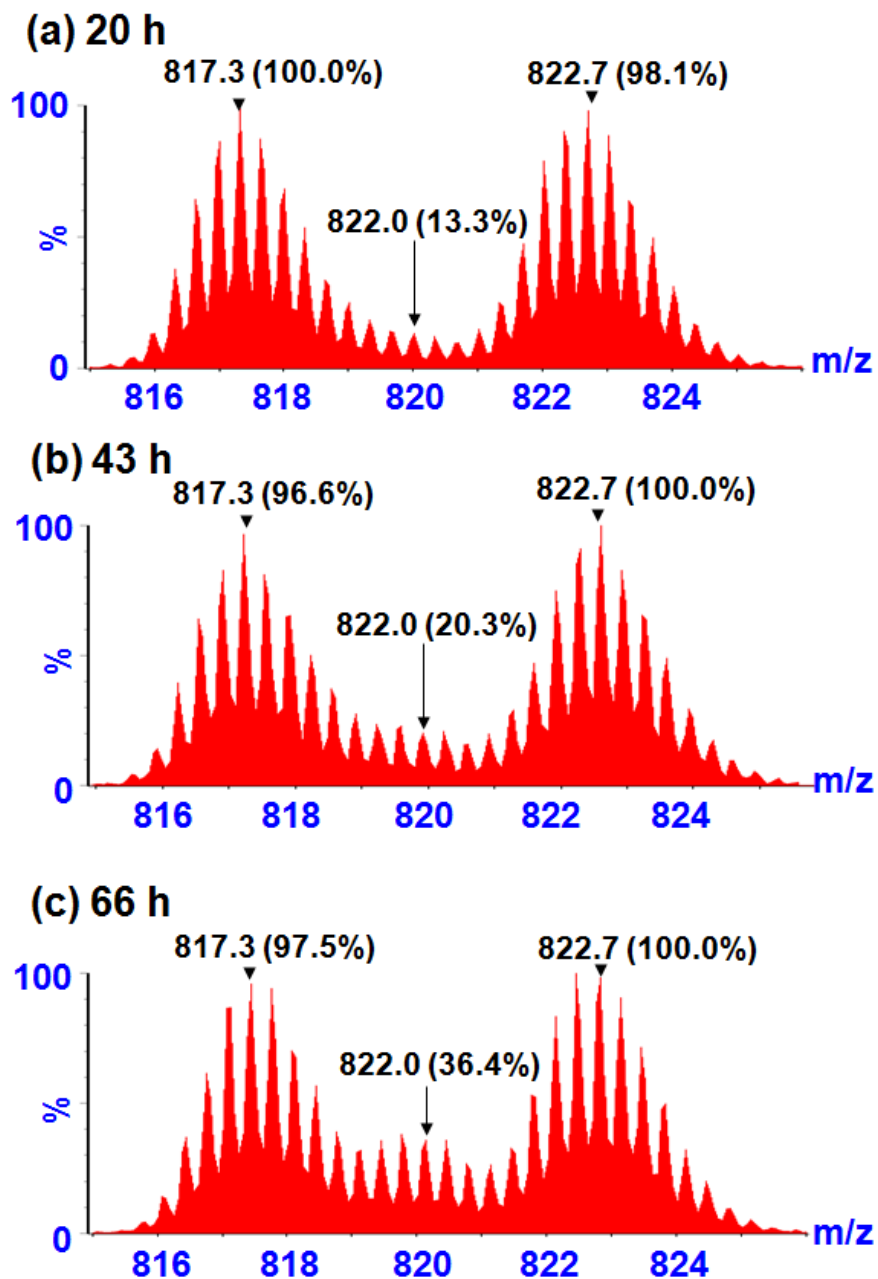 (a) 20 h
817.3 (100.0%)
822.7 (98.1%)
100
822.0 (13.3%)
%
0
m/z
816 818 820 822 824
(b) 43 h
817.3 (96.6%)
822.7 (100.0%)
100
822.0 (20.3%)
%
0
m/z
816 818 820 822 824
(c) 66 h
817.3 (97.5%)
822.7 (100.0%)
100
822.0 (36.4%)
%
0
m/z
816 818 820 822 824